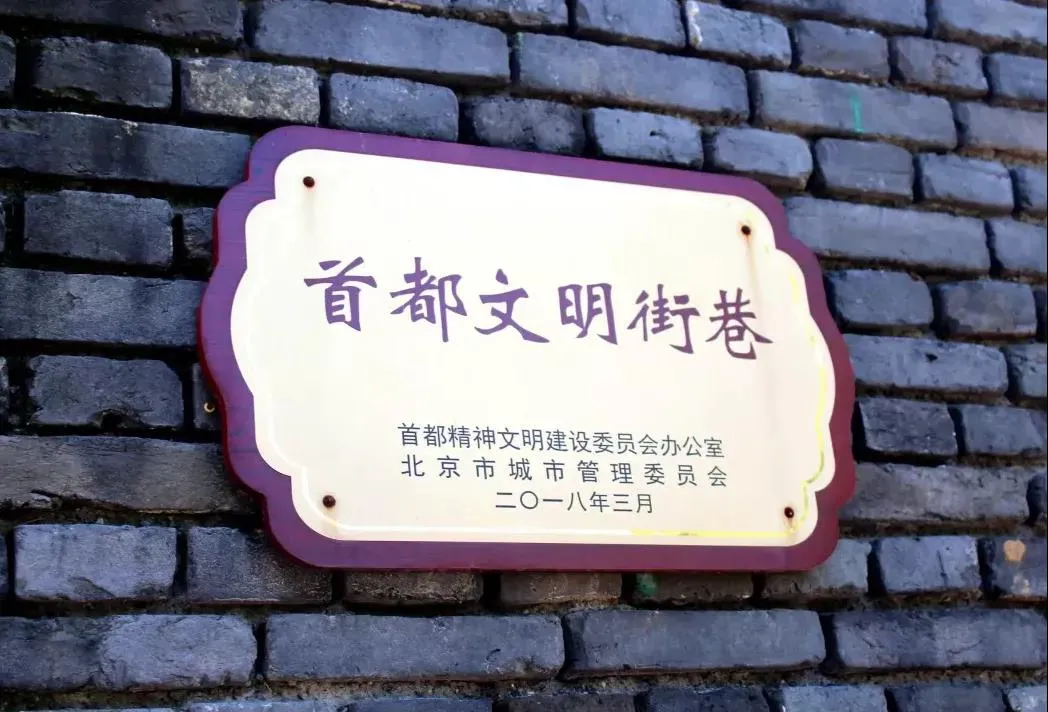 首都文明街巷
首都精神文明建设委员会办公室
北京市城市管理委员会
二〇一八年三月